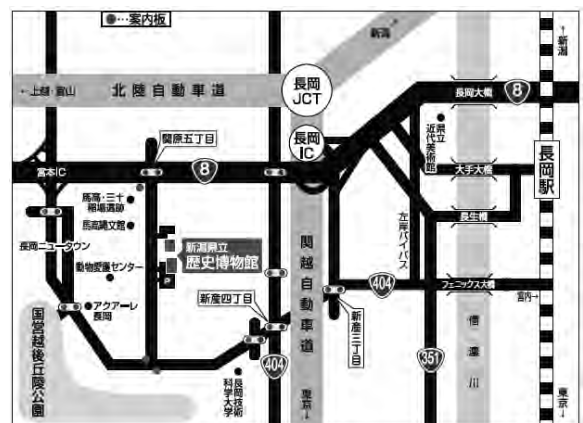 ●…案内板
新潟
↑新潟
←上越・富山
北陸自動車道
長岡
JCT
長岡
IC
長岡大橋
8
関原五丁目
8
宮本IC
県立
近代美術館
大手大橋
長岡駅
馬高・三十
稲場遺跡
馬高縄文館
長岡ニュータウン
動物愛護センター
新潟県立
歴史博物館
P
長生橋
左岸バイパス
関越自動車道
404
フェニックス大橋
宮内→
アクアーレ
長岡
新産四丁目
新産三丁目
国営越後丘陵公園
404
351
信濃川
長岡技術
科学大学
東京↓
東京↓